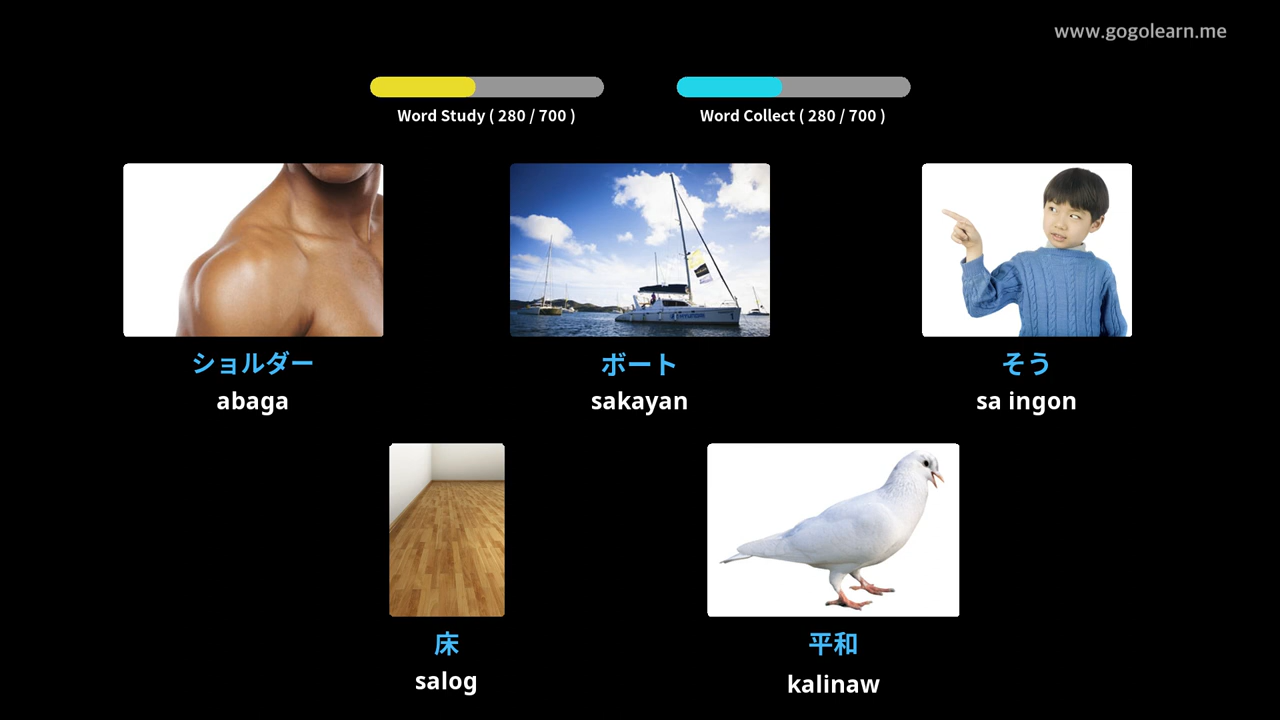 www.gogolearn.me
Word Study ( 280 / 700 )
Word Collect ( 280 / 700 )
ショルダー
abaga
ボート
sakayan
そう
sa ingon
床
salog
平和
kalinaw